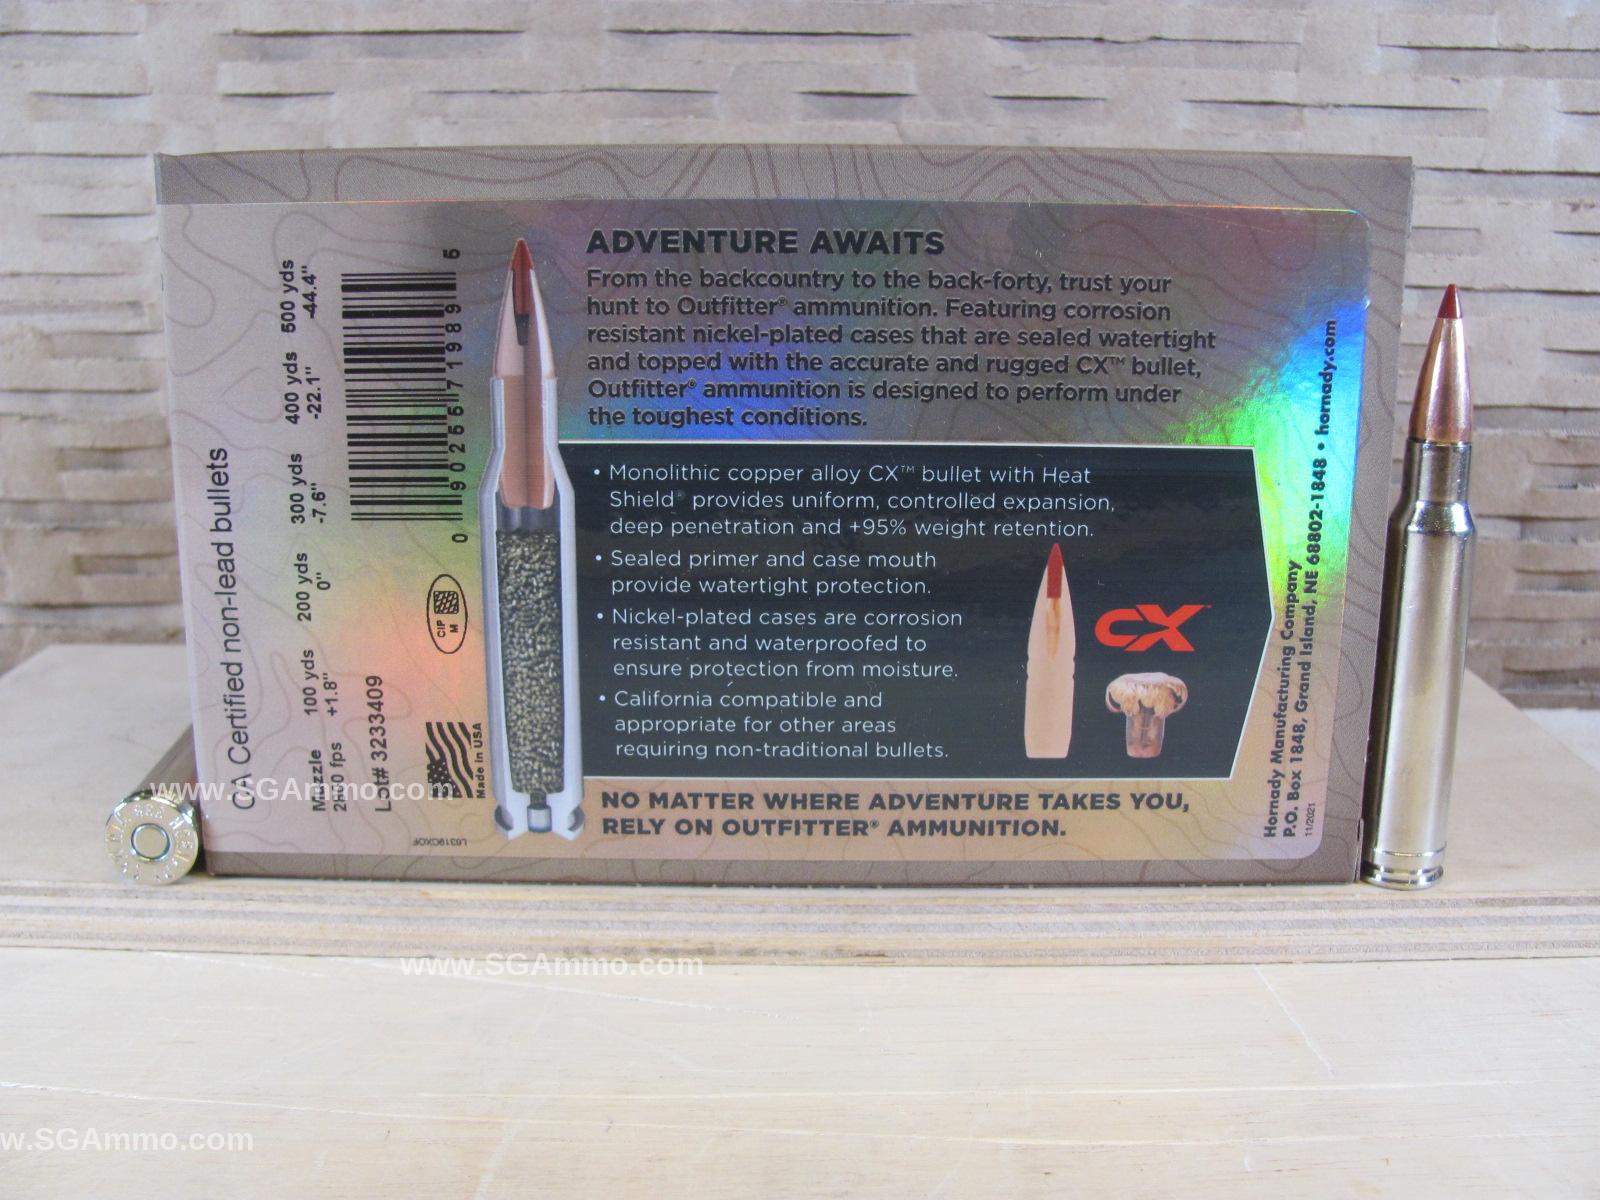 ADVENTURE AWAITS
From the backcountry to the back-forty, trust your
hunt to Outfitter® ammunition. Featuring corrosion
resistant nickel-plated cases that are sealed watertight
and topped with the accurate and rugged CX™ bullet,
Outfitter® ammunition is designed to perform under
the toughest conditions.
• Monolithic copper alloy CX™ bullet with Heat
Shield® provides uniform, controlled expansion,
deep penetration and +95% weight retention.
• Sealed primer and case mouth
provide watertight protection.
• Nickel-plated cases are corrosion
resistant and waterproofed to
ensure protection from moisture.
• California compatible and
appropriate for other areas
requiring non-traditional bullets.
CX™
NO MATTER WHERE ADVENTURE TAKES YOU,
RELY ON OUTFITTER® AMMUNITION.
CA Certified non-lead bullets
Muzzle 100 yds 200 yds 300 yds 400 yds 500 yds
fps +1.8" 0" -7.6" -22.1" -44.4"
Lot# 3233409
0 90255 71989 5
CIP
M
Made in USA
L6319CXOF
Hornady Manufacturing Company
P.O. Box 1848, Grand Island, NE 68802-1848 • hornady.com
11/2021
www.SGAmmo.com
www.SGAmmo.com
w.SGAmmo.com